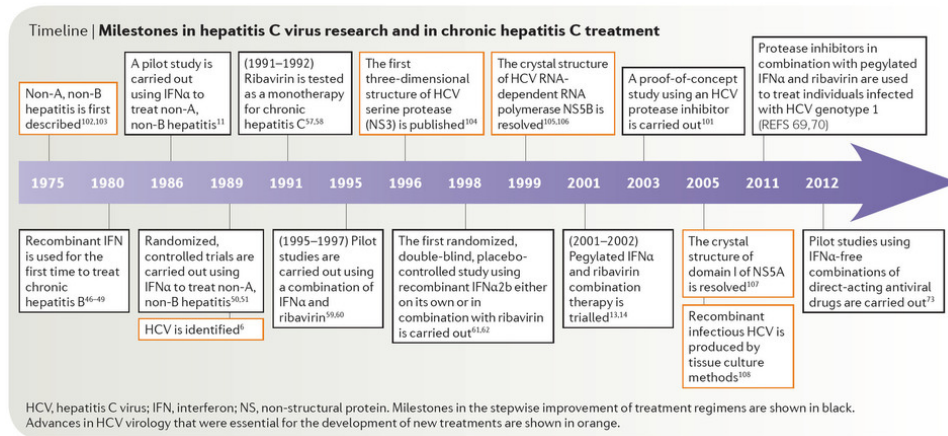 Timeline | Milestones in hepatitis C virus research and in chronic hepatitis C treatment
Non-A, non-B
hepatitis is first
described102,103
A pilot study is
carried out
using IFNα to
treat non-A,
non-B hepatitis11
(1991–1992)
Ribavirin is tested
as a monotherapy
for chronic
hepatitis C57,58
The first
three-dimensional
structure of HCV
serine protease
(NS3) is published104
The crystal structure
of HCV RNA-
dependent RNA
polymerase NS5B is
resolved105,106
A proof-of-concept
study using an HCV
protease inhibitor
is carried out101
Protease inhibitors in
combination with pegylated
IFNα and ribavirin are used
to treat individuals infected
with HCV genotype 1
(REFS 69,70)
1975 1980 1986 1989 1991 1995 1996 1998 1999 2001 2003 2005 2011 2012
Recombinant IFN
is used for the
first time to treat
chronic
hepatitis B46–49
Randomized,
controlled trials are
carried out using
IFNα to treat non-A,
non-B hepatitis50,51
HCV is identified6
(1995–1997) Pilot
studies are
carried out using
a combination of
IFNα and
ribavirin59,60
The first randomized,
double-blind, placebo-
controlled study using
recombinant IFNα2b either
on its own or in
combination with ribavirin
is carried out61,62
(2001–2002)
Pegylated IFNα
and ribavirin
combination
therapy is
trialled13,14
The crystal
structure of
domain I of NS5A
is resolved107
Recombinant
infectious HCV is
produced by
tissue culture
methods108
Pilot studies using
IFNα-free
combinations of
direct-acting antiviral
drugs are carried out73
HCV, hepatitis C virus; IFN, interferon; NS, non-structural protein. Milestones in the stepwise improvement of treatment regimens are shown in black.
Advances in HCV virology that were essential for the development of new treatments are shown in orange.